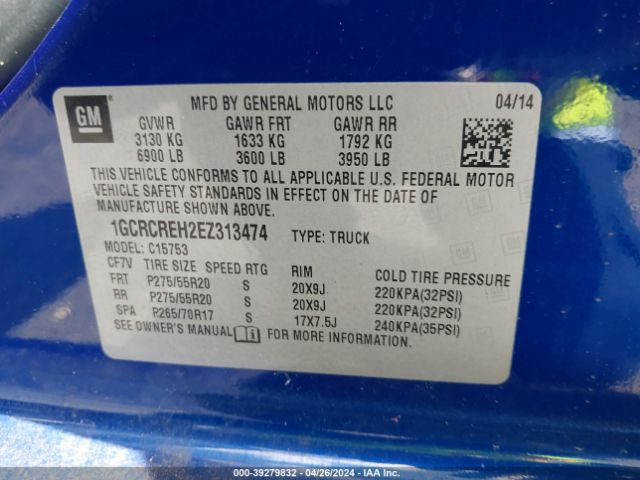 GM
MFD BY GENERAL MOTORS LLC 04/14
GVWR GAWR FRT GAWR RR
3130 KG 1633 KG 1792 KG
6900 LB 3600 LB 3950 LB
THIS VEHICLE CONFORMS TO ALL APPLICABLE U.S. FEDERAL MOTOR
VEHICLE SAFETY STANDARDS IN EFFECT ON THE DATE OF
MANUFACTURE SHOWN ABOVE.
1GCRCREH2EZ313474 TYPE: TRUCK
MODEL: C15753
CF7V TIRE SIZE SPEED RTG RIM COLD TIRE PRESSURE
FRT P275/55R20 S 20X9J 220KPA(32PSI)
RR P275/55R20 S 20X9J 220KPA(32PSI)
SPA P265/70R17 S 17X7.5J 240KPA(35PSI)
SEE OWNER'S MANUAL FOR MORE INFORMATION.
000-39279832 - 04/26/2024 - IAA Inc.